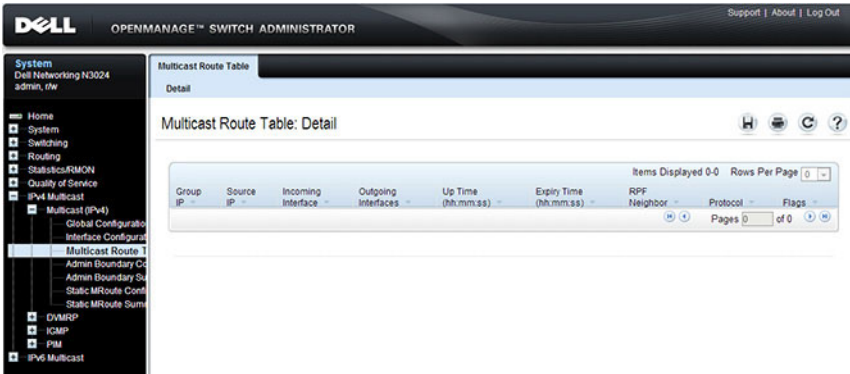 DELL
OPENMANAGE™ SWITCH ADMINISTRATOR
Support | About | Log Out
System
Dell Networking N3024
admin, r/w
Home
System
Switching
Routing
Statistics/RMON
Quality of Service
IPv4 Multicast
Multicast (IPv4)
Global Configuratio
Interface Configurat
Multicast Route T
Admin Boundary Co
Admin Boundary Su
Static MRoute Confi
Static MRoute Summ
DVMRP
IGMP
PIM
IPv6 Multicast
Multicast Route Table
Detail
Multicast Route Table: Detail
Items Displayed 0-0 Rows Per Page 0
Group IP Source IP Incoming Interface Outgoing Interfaces Up Time (hh:mm:ss) Expiry Time (hh:mm:ss) RPF Neighbor Protocol Flags
Pages 0 of 0